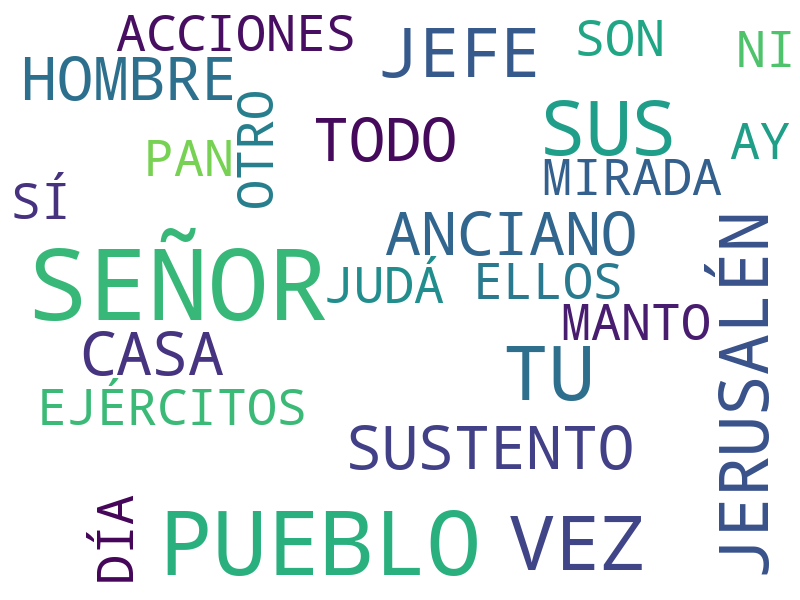 ACCIONES
JEFE
SON
NI
HOMBRE
OTRO
TODO
SUS
AY
PAN
MIRADA
SÍ
ANCIANO
SEÑOR
JUDÁ
ELLOS
JERUSALÉN
MANTO
CASA
TU
EJÉRCITOS
SUSTENTO
DÍA
PUEBLO
VEZ